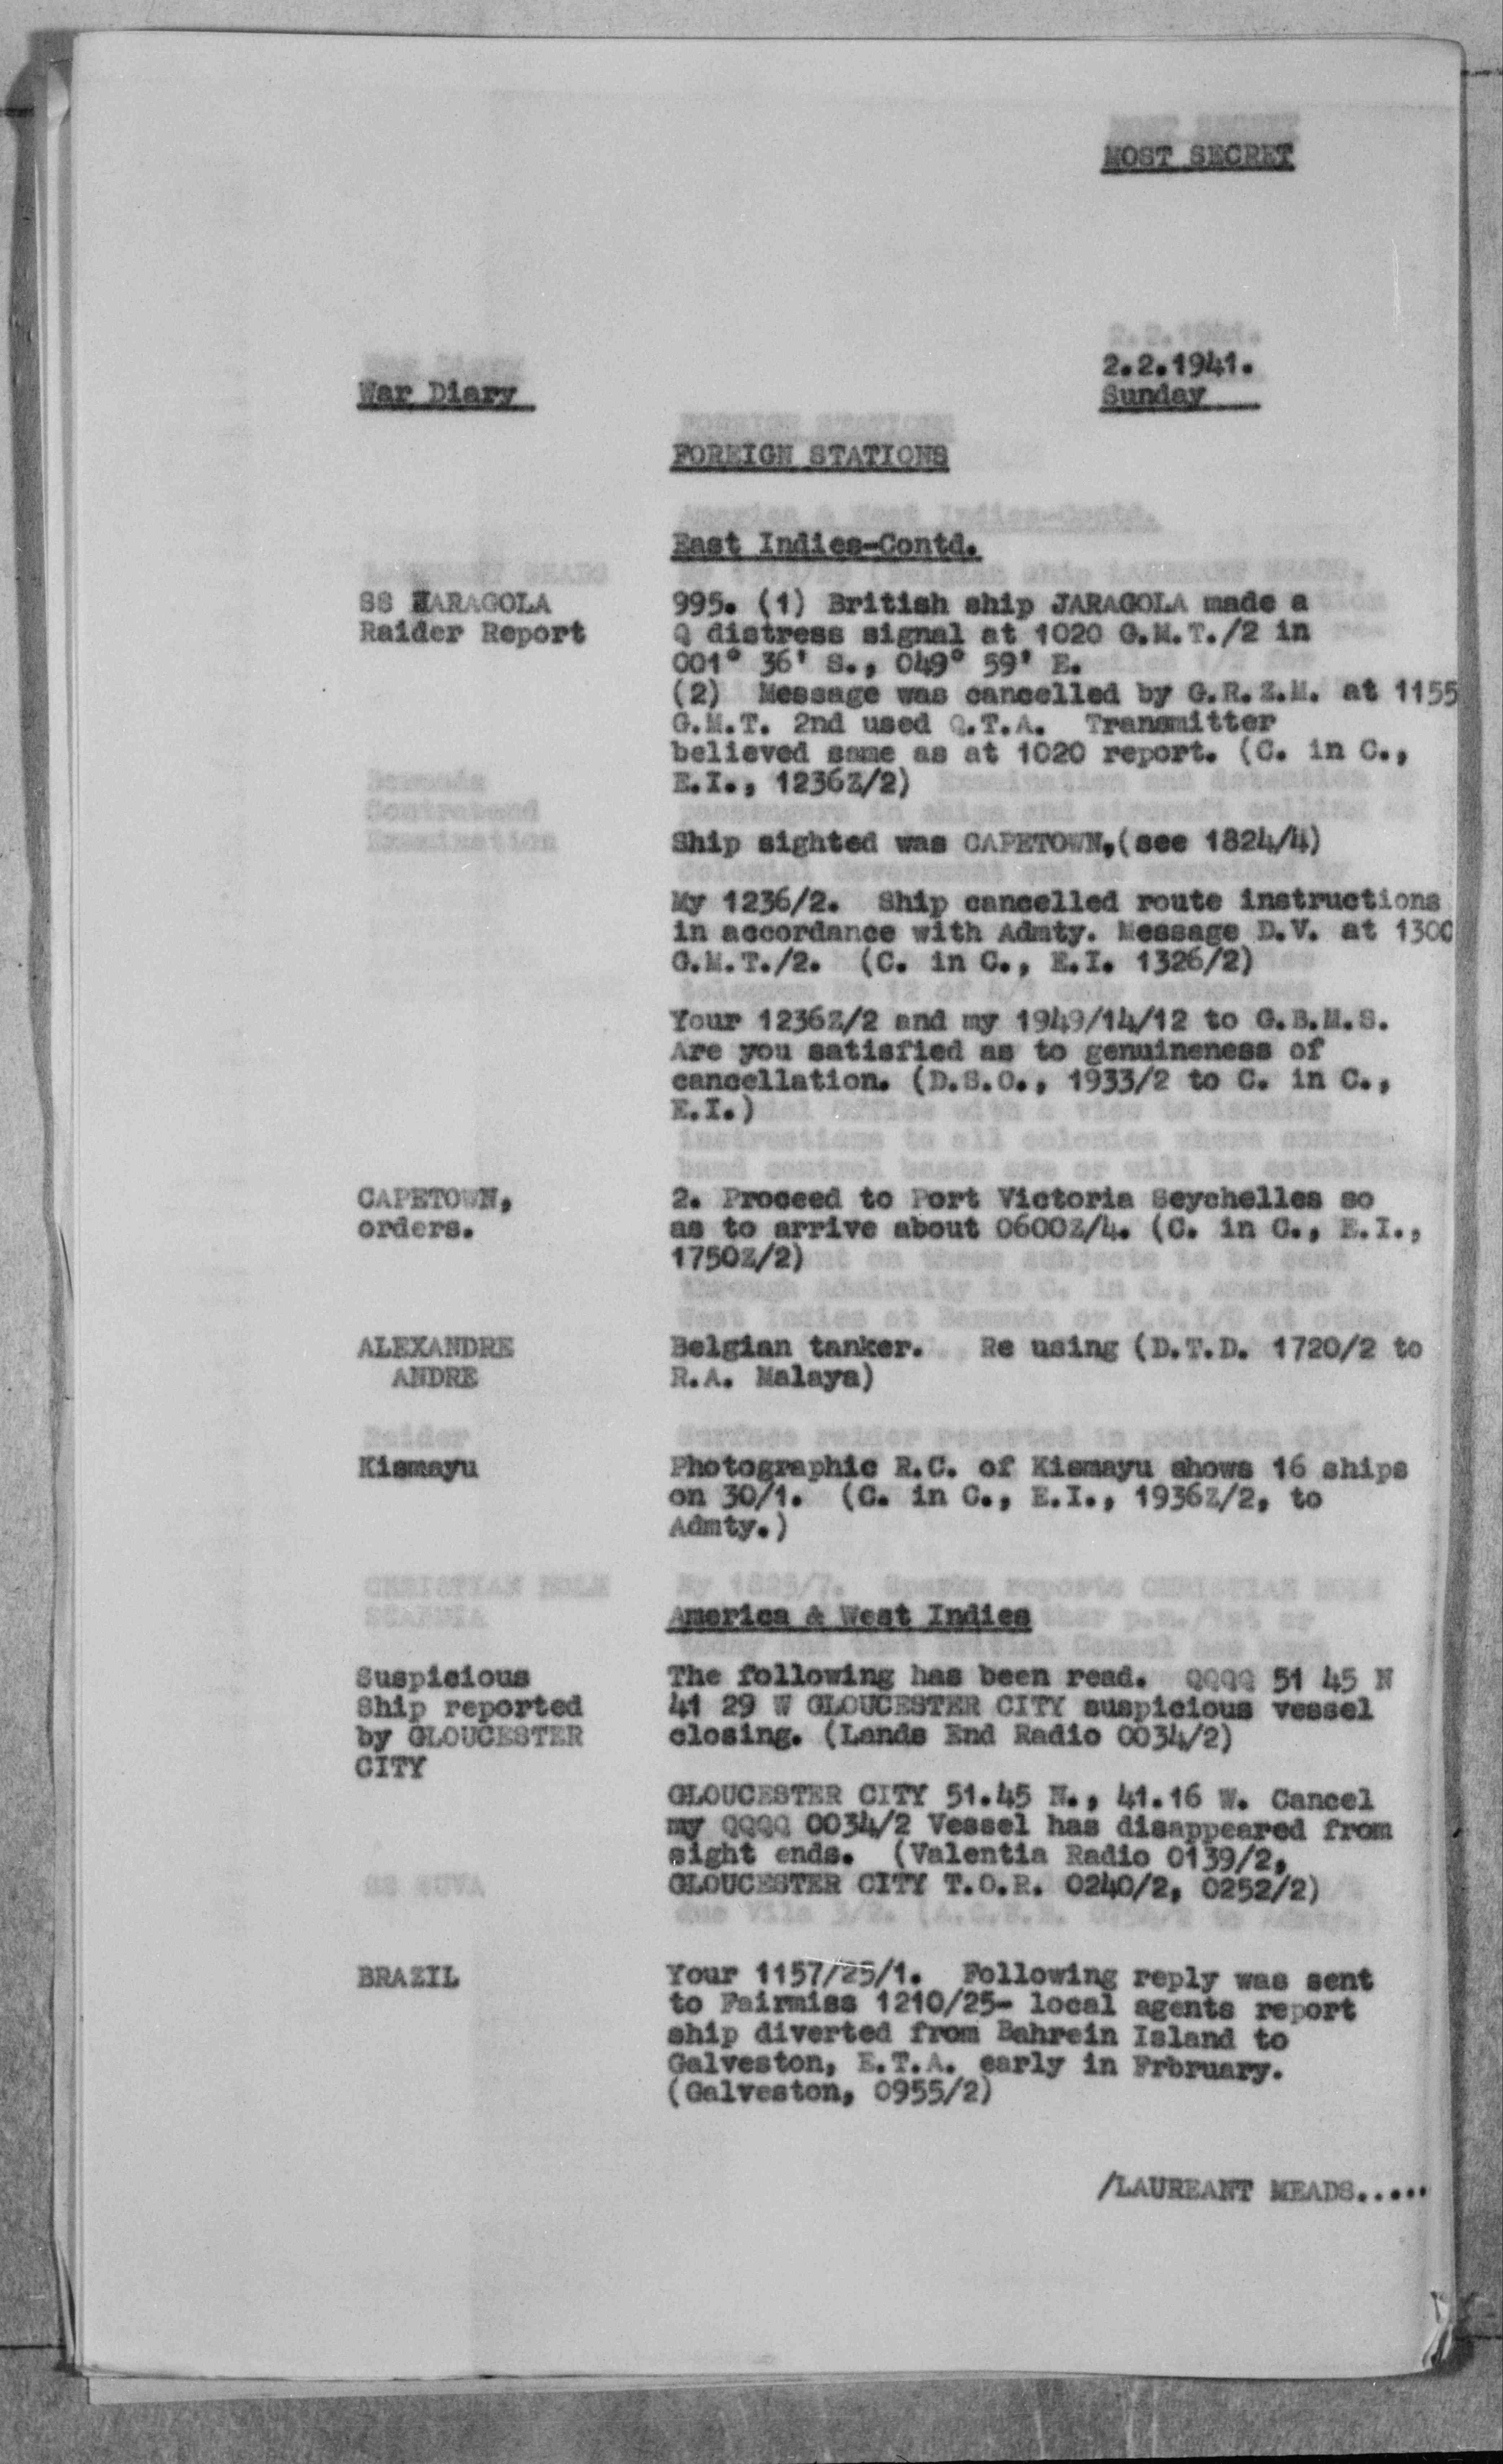 MOST SECRET
2.2.1941.
War Diary
Sunday
FOREIGN STATIONS
East Indies-Contd.
SS HARAGOLA
Raider Report
995. (1) British ship JARAGOLA made a
Q distress signal at 1020 G.M.T./2 in
001° 36' S., 049° 59' E.
(2) Message was cancelled by G.R.Z.M. at 1155
G.M.T. 2nd used Q.T.A. Transmitter
believed same as at 1020 report. (C. in C.,
E.I., 1236Z/2)
Ship sighted was CAPETOWN,(see 1824/4)
My 1236/2. Ship cancelled route instructions
in accordance with Admty. Message D.V. at 1300
G.M.T./2. (C. in C., E.I. 1326/2)
Your 1236Z/2 and my 1949/14/12 to G.B.M.S.
Are you satisfied as to genuineness of
cancellation. (D.S.O., 1933/2 to C. in C.,
E.I.)
CAPETOWN,
orders.
2. Proceed to Port Victoria Seychelles so
as to arrive about 0600Z/4. (C. in C., E.I.,
1750Z/2)
ALEXANDRE
ANDRE
Belgian tanker. Re using (D.T.D. 1720/2 to
R.A. Malaya)
Kismayu
Photographic R.C. of Kismayu shows 16 ships
on 30/1. (C. in C., E.I., 1936Z/2, to
Admty.)
America & West Indies
Suspicious
Ship reported
by GLOUCESTER
CITY
The following has been read. QQQQ 51 45 N
41 29 W GLOUCESTER CITY suspicious vessel
closing. (Lands End Radio 0034/2)
GLOUCESTER CITY 51.45 N., 41.16 W. Cancel
my QQQQ 0034/2 Vessel has disappeared from
sight ends. (Valentia Radio 0139/2,
GLOUCESTER CITY T.O.R. 0240/2, 0252/2)
BRAZIL
Your 1157/25/1. Following reply was sent
to Fairmiss 1210/25- local agents report
ship diverted from Bahrein Island to
Galveston, E.T.A. early in Frbruary.
(Galveston, 0955/2)
/LAUREANT MEADS.....